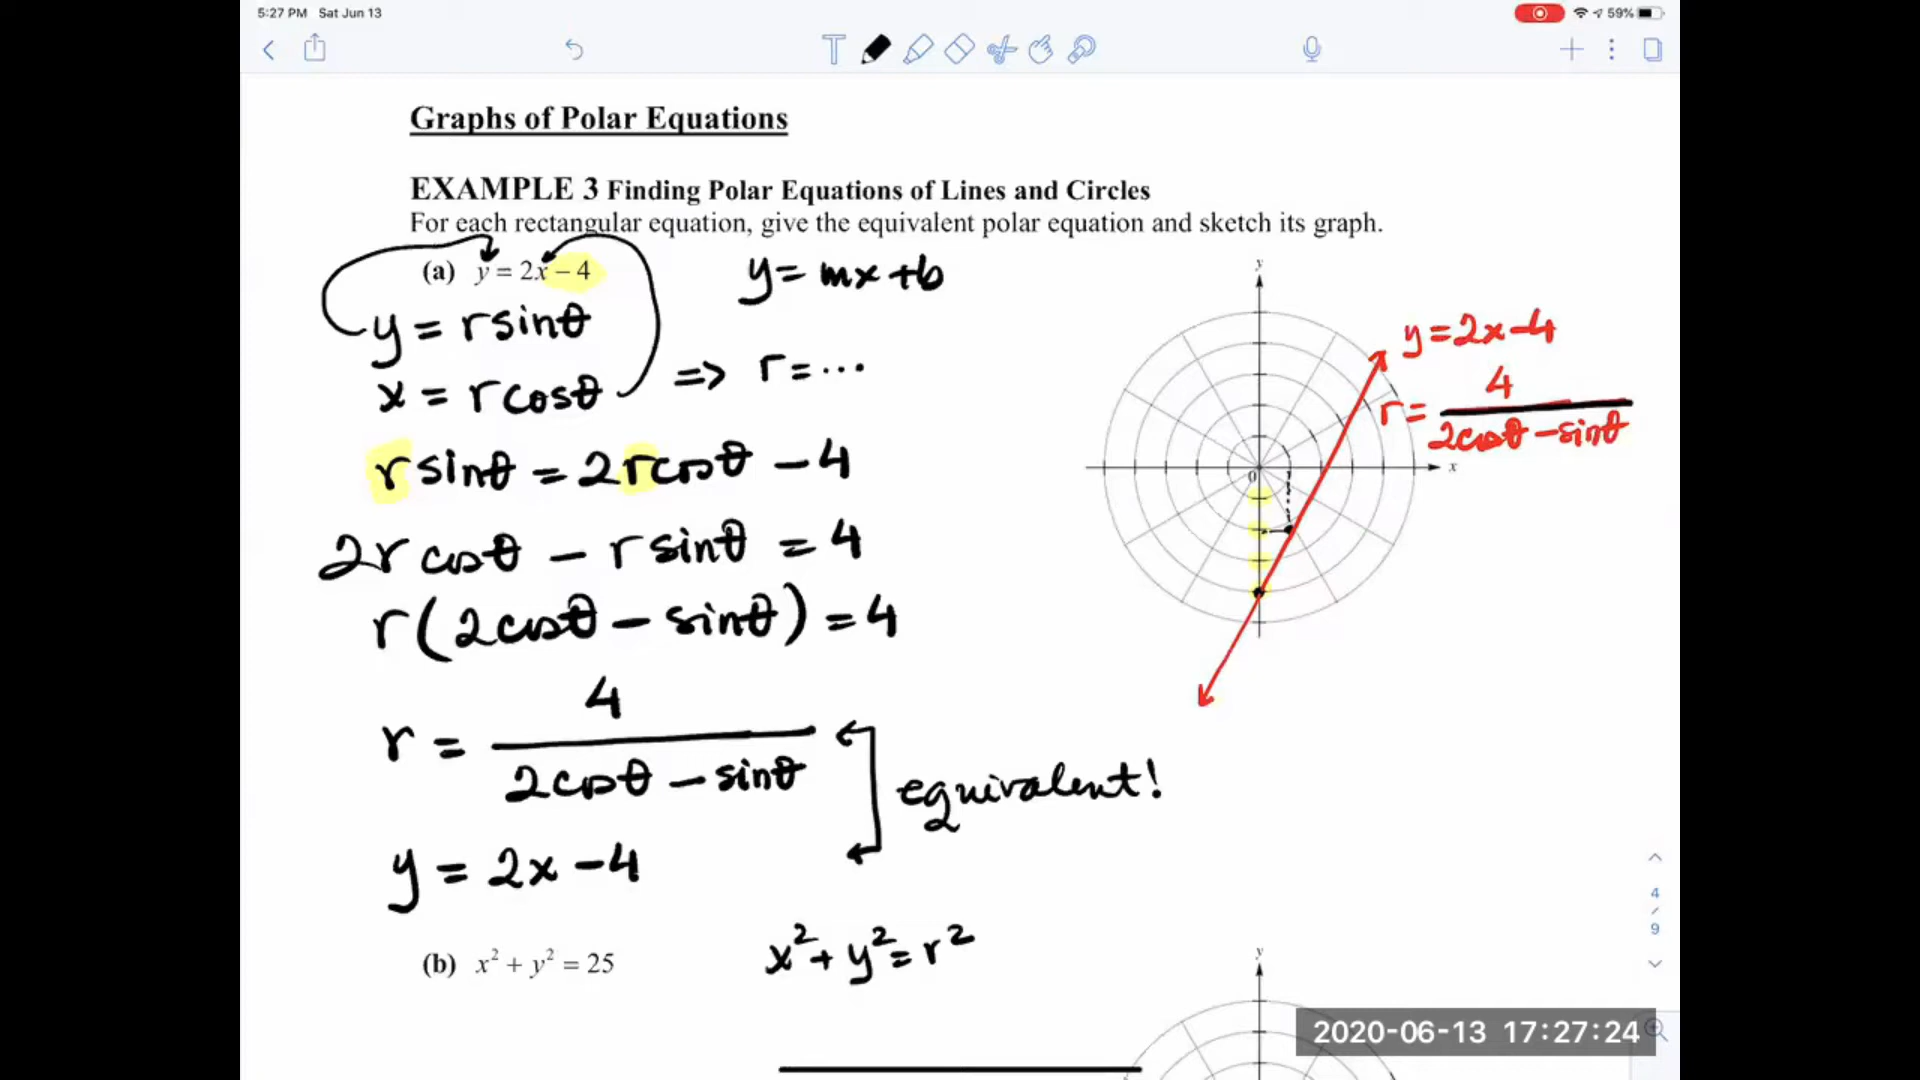 5:27 PM Sat Jun 13
59%
Graphs of Polar Equations
EXAMPLE 3 Finding Polar Equations of Lines and Circles
For each rectangular equation, give the equivalent polar equation and sketch its graph.
(a) y = 2x − 4
y = mx + b
y = r sinθ
x = r cosθ
=> r = ...
r sinθ = 2r cosθ − 4
2r cosθ − r sinθ = 4
r(2cosθ − sinθ) = 4
r = 4 / (2cosθ − sinθ)
equivalent!
y = 2x − 4
y
x
0
y = 2x − 4
r = 4 / (2cosθ − sinθ)
(b) x² + y² = 25
x² + y² = r²
y
4
/
9
2020-06-13 17:27:24